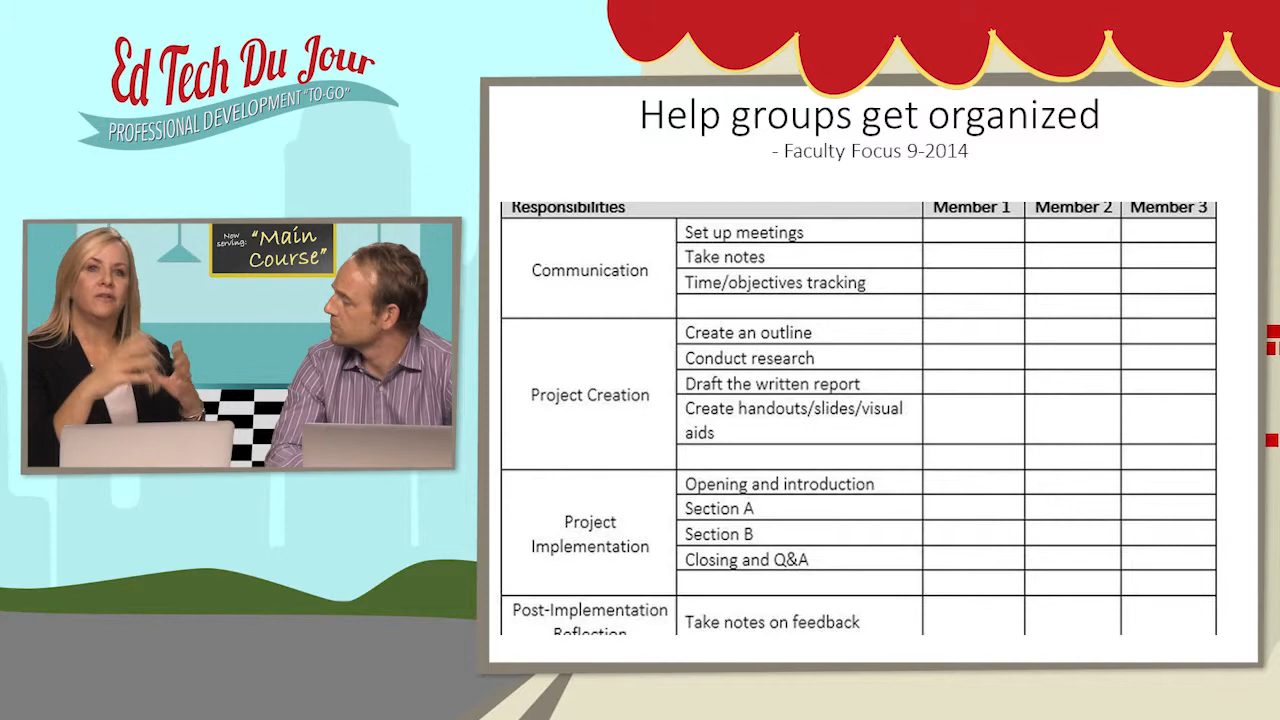 Ed Tech Du Jour
PROFESSIONAL DEVELOPMENT "TO-GO"
Now
serving:
"Main
Course"
Help groups get organized
- Faculty Focus 9-2014
Responsibilities Member 1 Member 2 Member 3
Communication
Set up meetings
Take notes
Time/objectives tracking
Project Creation
Create an outline
Conduct research
Draft the written report
Create handouts/slides/visual
aids
Project
Implementation
Opening and introduction
Section A
Section B
Closing and Q&A
Post-Implementation
Reflection
Take notes on feedback